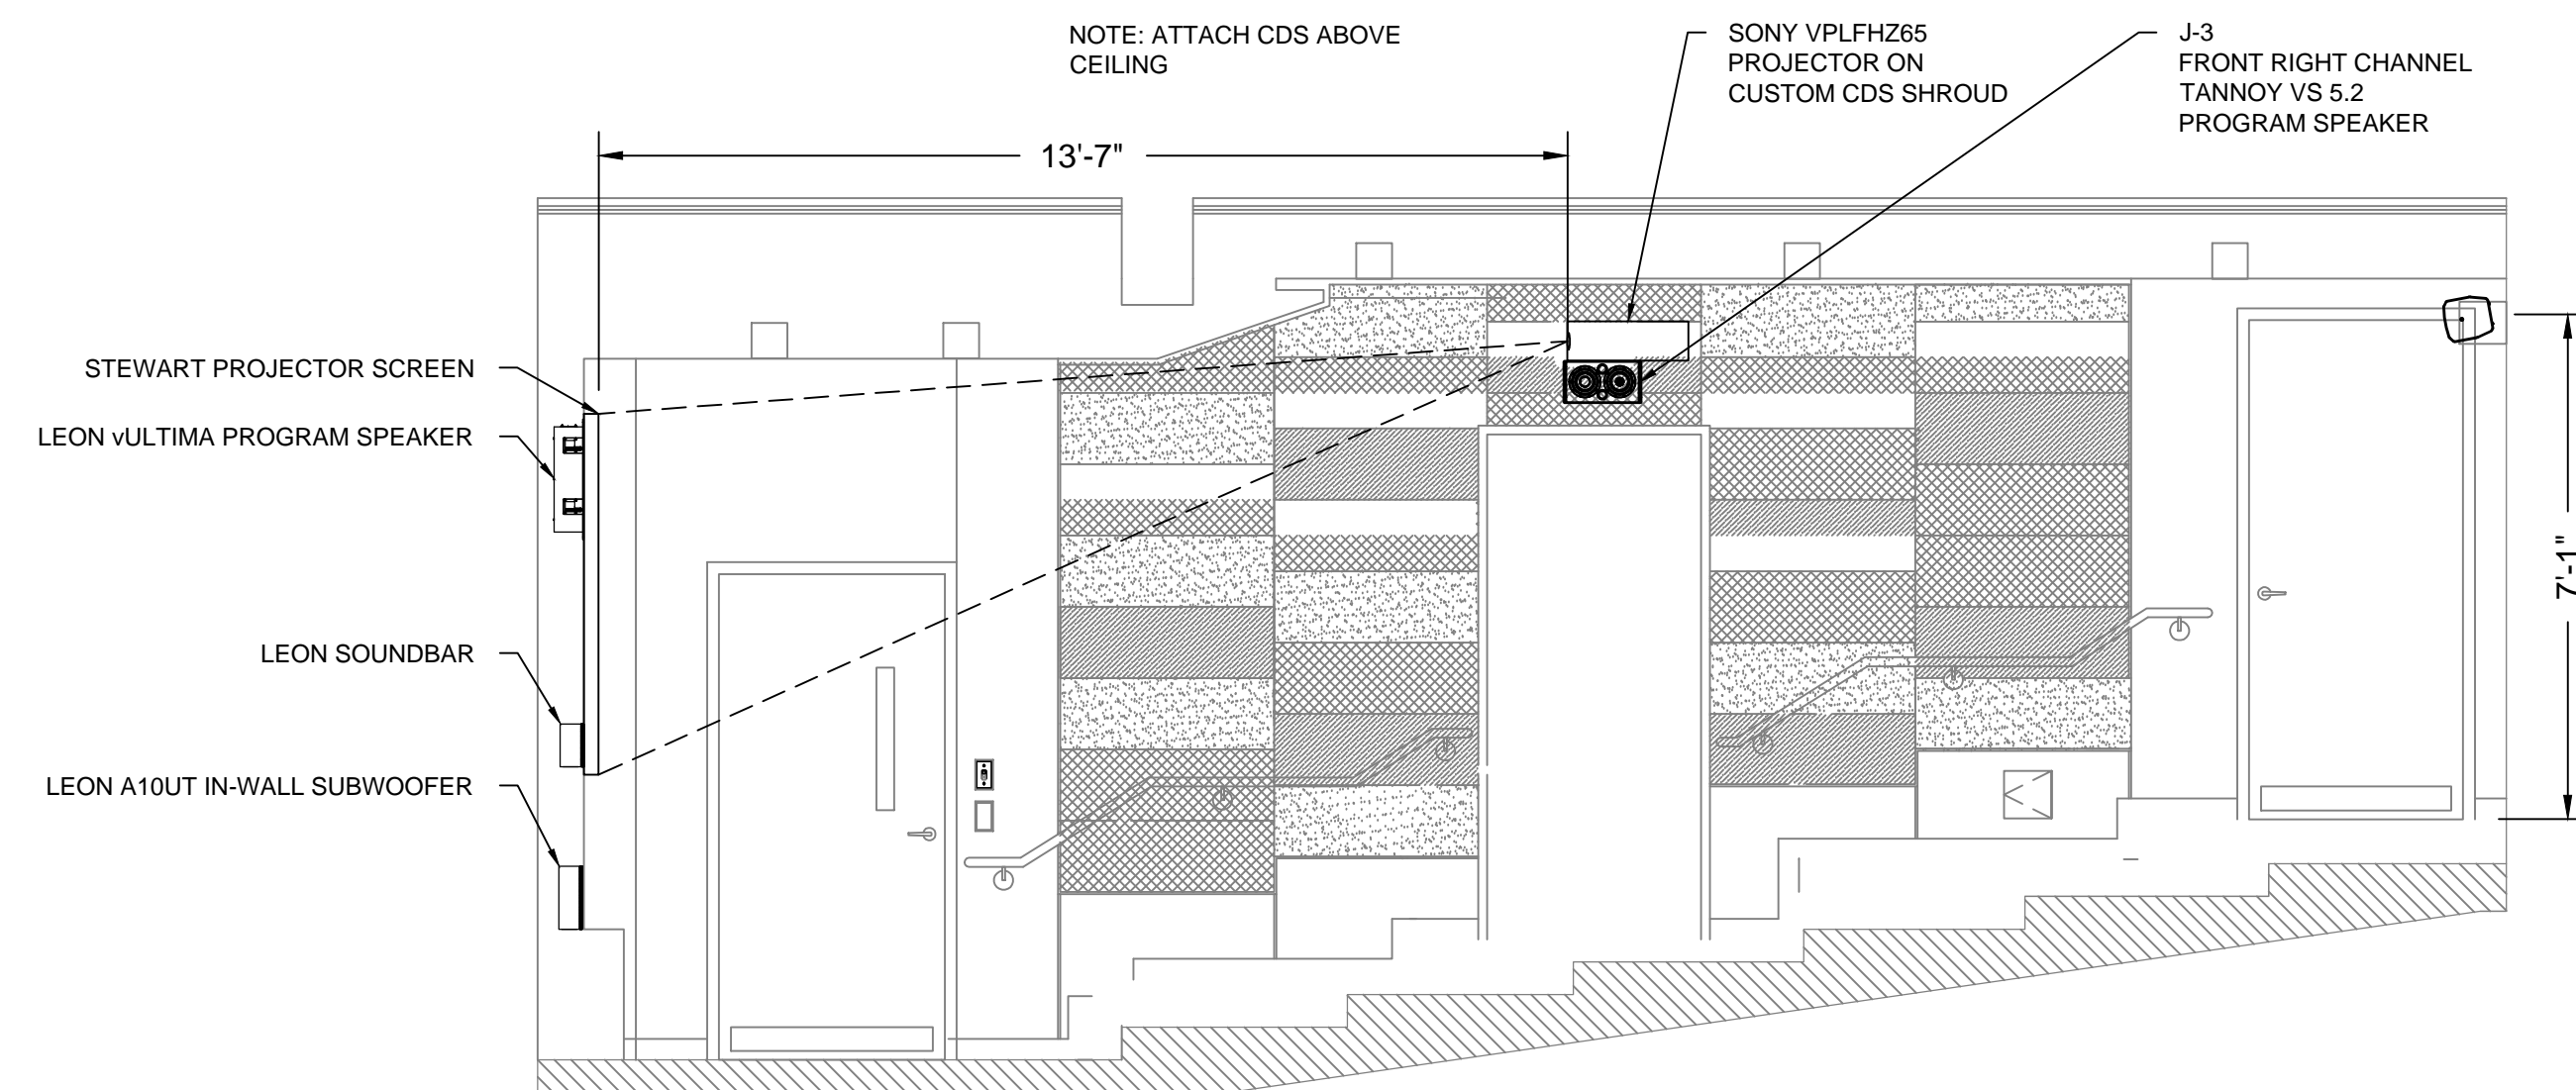 NOTE: ATTACH CDS ABOVE
CEILING
SONY VPLFHZ65
PROJECTOR ON
CUSTOM CDS SHROUD
J-3
FRONT RIGHT CHANNEL
TANNOY VS 5.2
PROGRAM SPEAKER
13'-7"
STEWART PROJECTOR SCREEN
LEON vULTIMA PROGRAM SPEAKER
LEON SOUNDBAR
LEON A10UT IN-WALL SUBWOOFER
7'-1"